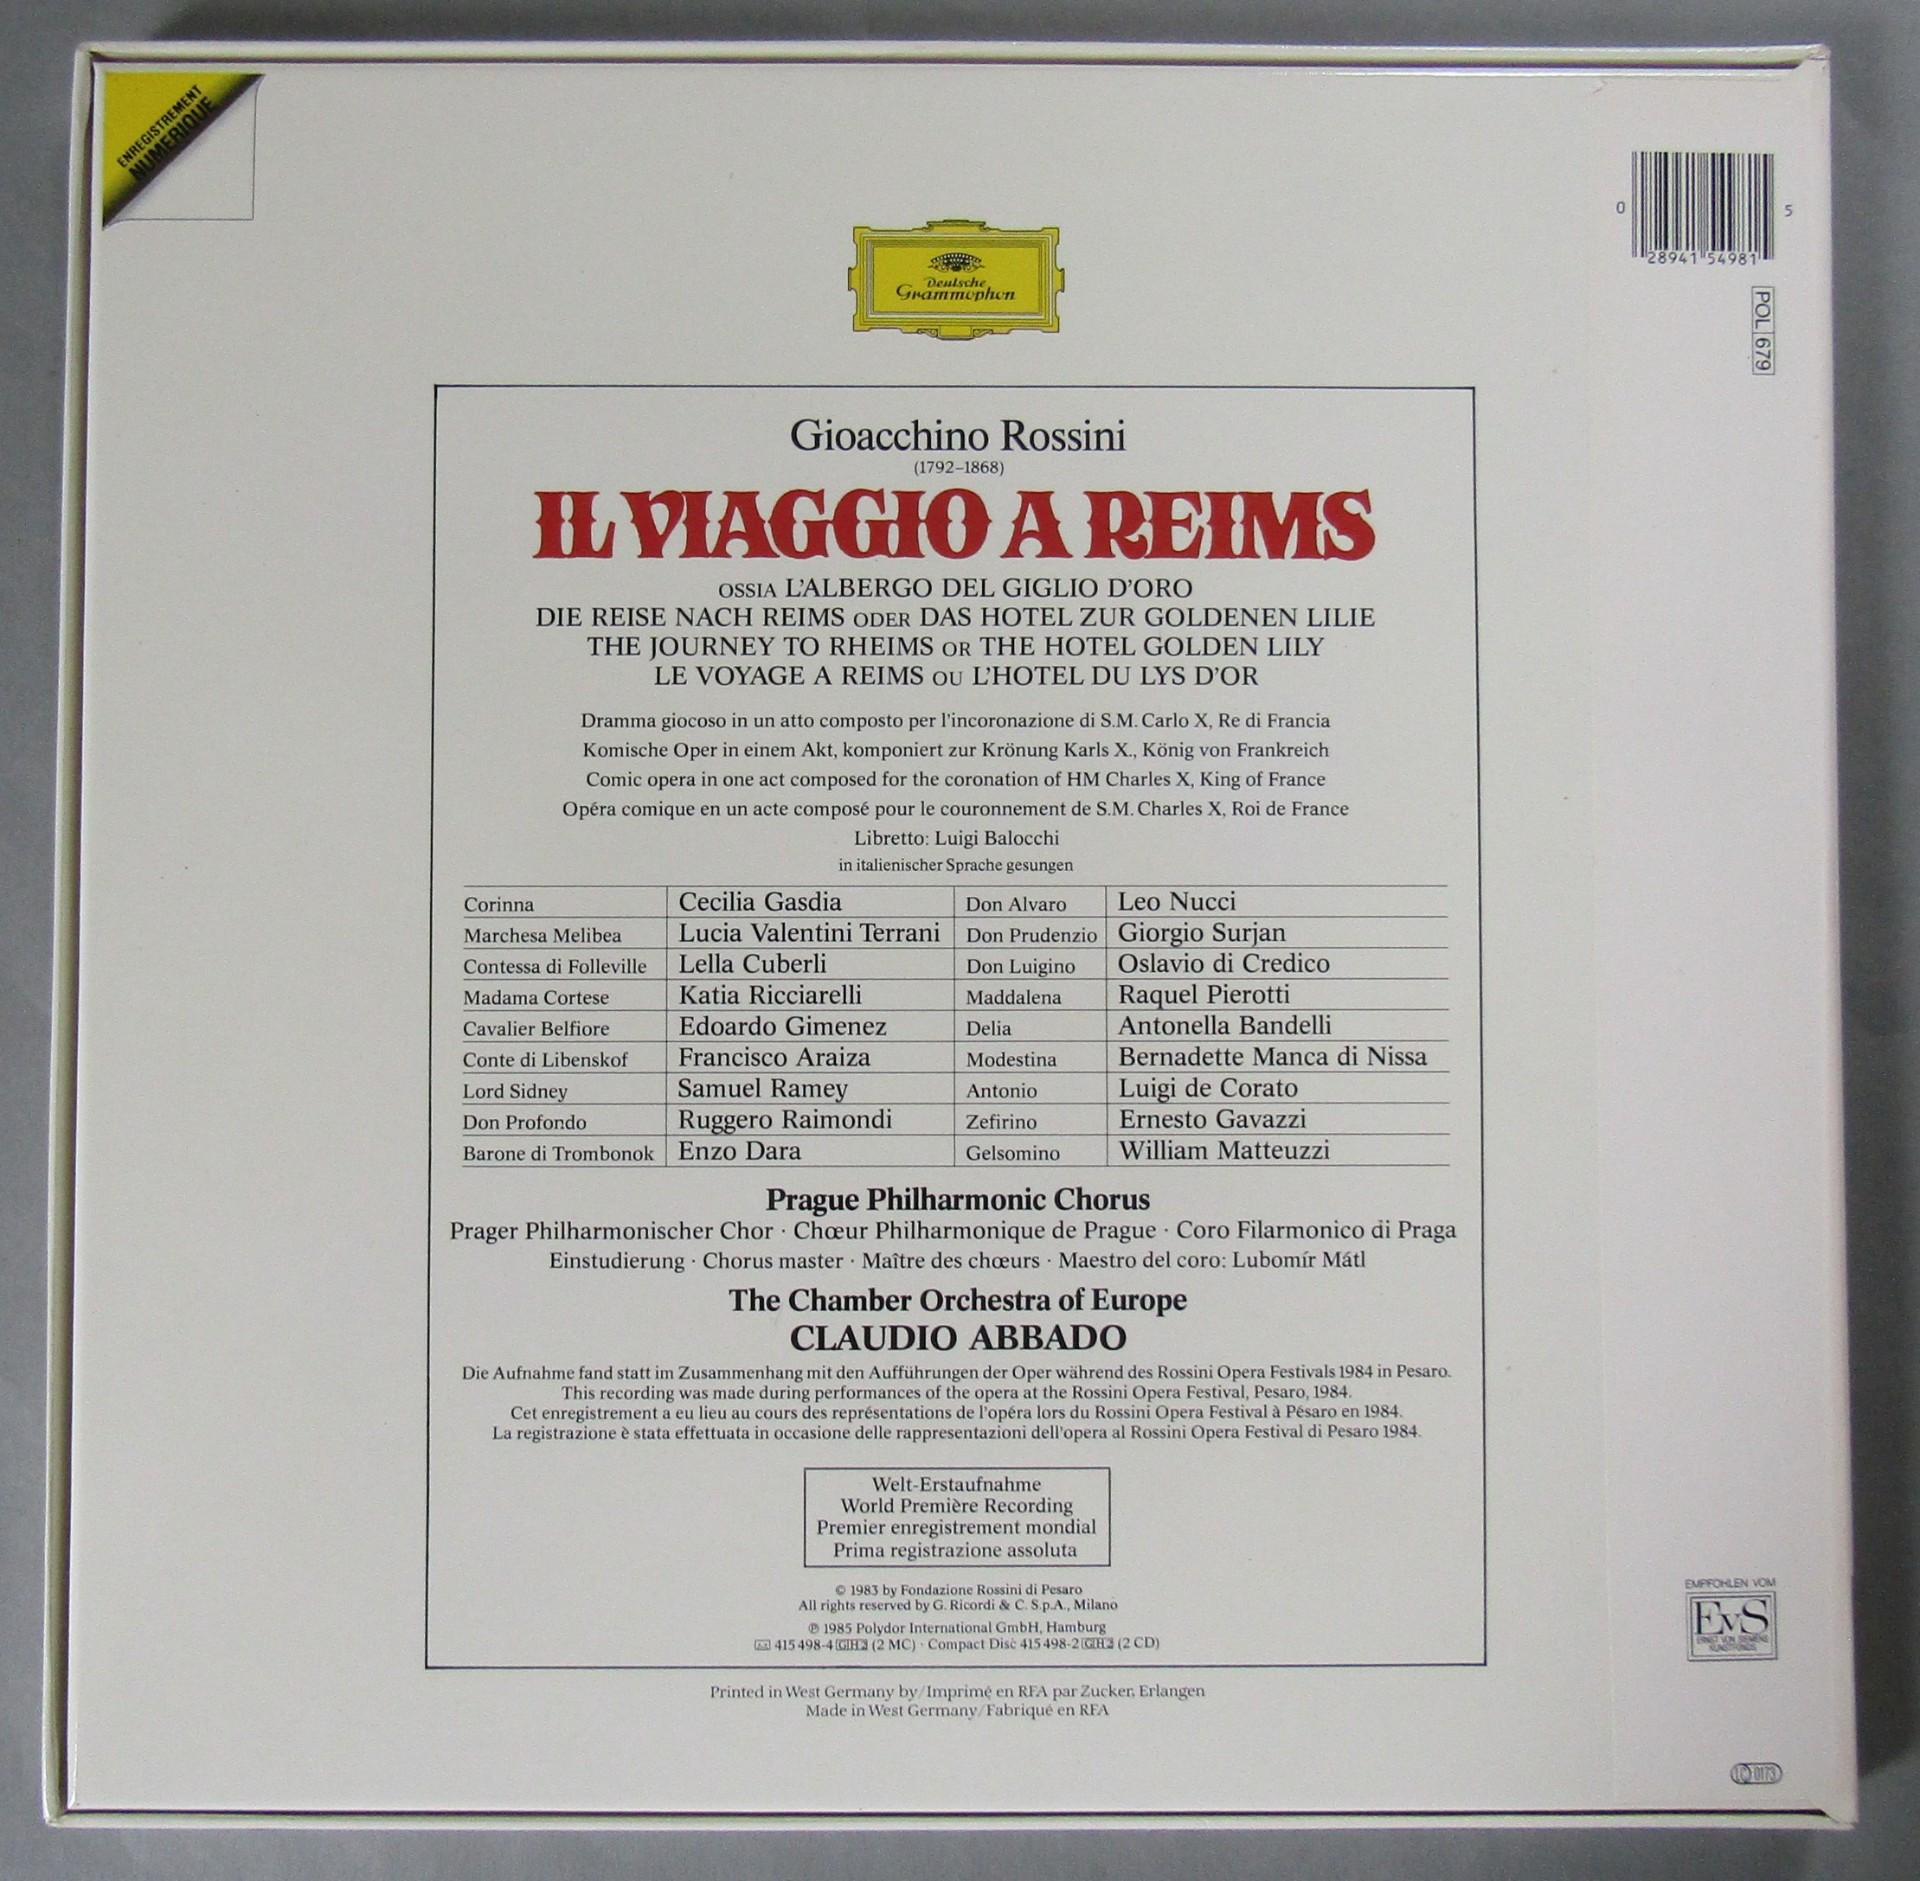 ENREGISTREMENT
NUMERIQUE
0 28941 54981 5
POL 679
Deutsche
Grammophon
Gioacchino Rossini
(1792–1868)
IL VIAGGIO A REIMS
OSSIA L'ALBERGO DEL GIGLIO D'ORO
DIE REISE NACH REIMS ODER DAS HOTEL ZUR GOLDENEN LILIE
THE JOURNEY TO RHEIMS OR THE HOTEL GOLDEN LILY
LE VOYAGE A REIMS OU L'HOTEL DU LYS D'OR
Dramma giocoso in un atto composto per l'incoronazione di S.M. Carlo X, Re di Francia
Komische Oper in einem Akt, komponiert zur Krönung Karls X., König von Frankreich
Comic opera in one act composed for the coronation of HM Charles X, King of France
Opéra comique en un acte composé pour le couronnement de S.M. Charles X, Roi de France
Libretto: Luigi Balocchi
in italienischer Sprache gesungen
Corinna Cecilia Gasdia Don Alvaro Leo Nucci
Marchesa Melibea Lucia Valentini Terrani Don Prudenzio Giorgio Surjan
Contessa di Folleville Lella Cuberli Don Luigino Oslavio di Credico
Madama Cortese Katia Ricciarelli Maddalena Raquel Pierotti
Cavalier Belfiore Edoardo Gimenez Delia Antonella Bandelli
Conte di Libenskof Francisco Araiza Modestina Bernadette Manca di Nissa
Lord Sidney Samuel Ramey Antonio Luigi de Corato
Don Profondo Ruggero Raimondi Zefirino Ernesto Gavazzi
Barone di Trombonok Enzo Dara Gelsomino William Matteuzzi
Prague Philharmonic Chorus
Prager Philharmonischer Chor · Chœur Philharmonique de Prague · Coro Filarmonico di Praga
Einstudierung · Chorus master · Maître des chœurs · Maestro del coro: Lubomír Mátl
The Chamber Orchestra of Europe
CLAUDIO ABBADO
Die Aufnahme fand statt im Zusammenhang mit den Aufführungen der Oper während des Rossini Opera Festivals 1984 in Pesaro.
This recording was made during performances of the opera at the Rossini Opera Festival, Pesaro, 1984.
Cet enregistrement a eu lieu au cours des représentations de l'opéra lors du Rossini Opera Festival à Pésaro en 1984.
La registrazione è stata effettuata in occasione delle rappresentazioni dell'opera al Rossini Opera Festival di Pesaro 1984.
Welt-Erstaufnahme
World Première Recording
Premier enregistrement mondial
Prima registrazione assoluta
© 1983 by Fondazione Rossini di Pesaro
All rights reserved by G. Ricordi & C. S.p.A., Milano
℗ 1985 Polydor International GmbH, Hamburg
415 498-4 GH 2 (2 MC) · Compact Disc 415 498-2 GH 2 (2 CD)
Printed in West Germany by/Imprimé en RFA par Zucker, Erlangen
Made in West Germany/Fabriqué en RFA
EMPFOHLEN VOM
EvS
ERNST VON SIEMENS
KUNSTFONDS
LC 0173